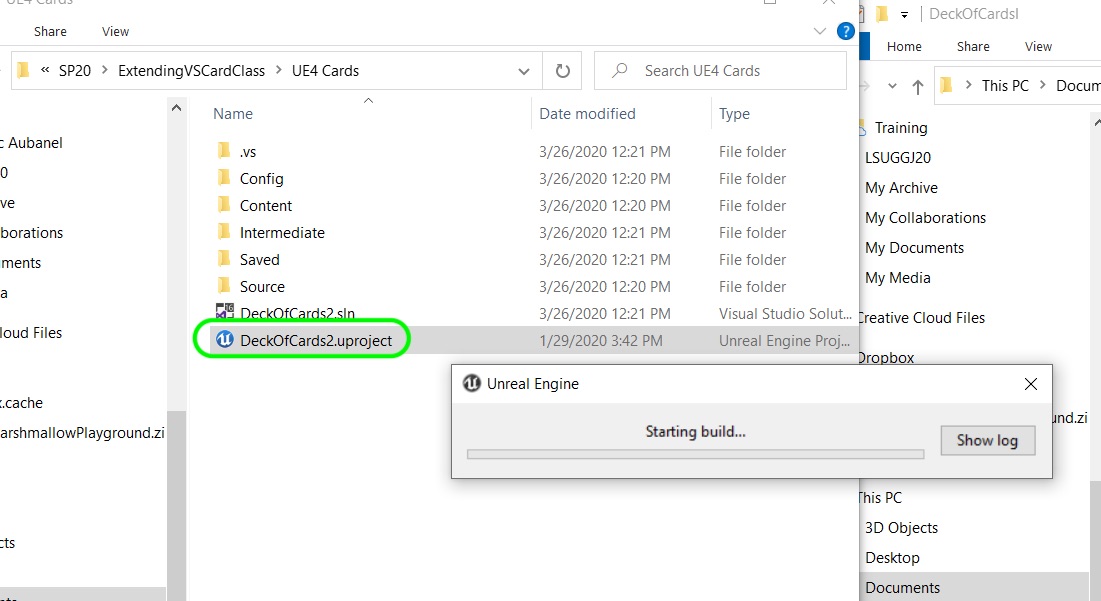 UE4 Cards
Share View
?
« SP20 > ExtendingVSCardClass > UE4 Cards
Search UE4 Cards
Name Date modified Type
.vs 3/26/2020 12:21 PM File folder
Config 3/26/2020 12:20 PM File folder
Content 3/26/2020 12:20 PM File folder
Intermediate 3/26/2020 12:21 PM File folder
Saved 3/26/2020 12:21 PM File folder
Source 3/26/2020 12:20 PM File folder
DeckOfCards2.sln 3/26/2020 12:21 PM Visual Studio Solut...
DeckOfCards2.uproject 1/29/2020 3:42 PM Unreal Engine Proj...
c Aubanel
0
ve
borations
ments
a
loud Files
x.cache
arshmallowPlayground.zi
cts
Unreal Engine
Starting build...
Show log
DeckOfCardsI
Home Share View
> This PC > Docum
Training
LSUGGJ20
My Archive
My Collaborations
My Documents
My Media
Creative Cloud Files
Dropbox
und.zi
This PC
3D Objects
Desktop
Documents